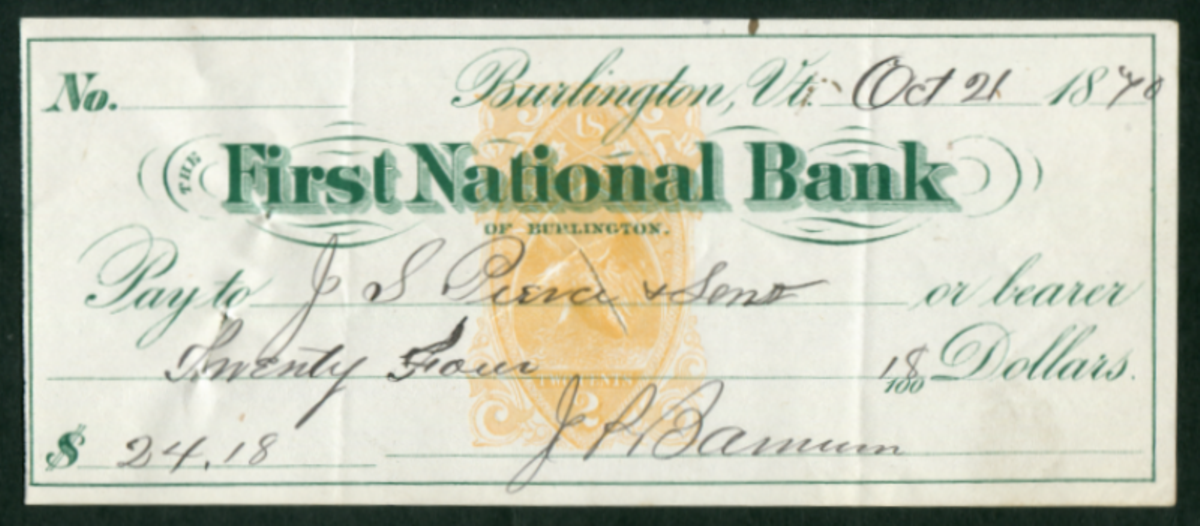 No. Burlington, Vt. Oct 21 1870
THE First National Bank
OF BURLINGTON.
Pay to J S Pierce & Sons or bearer
Twenty Four 18/100 Dollars.
$ 24.18 J P Barnum
2